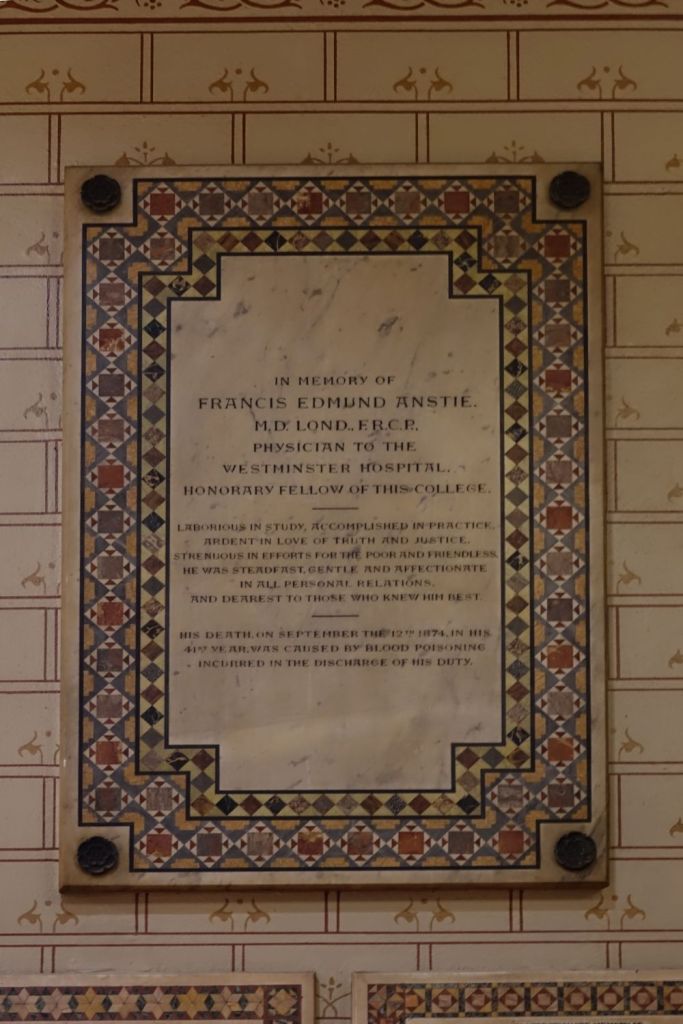 IN MEMORY OF
FRANCIS EDMUND ANSTIE.
M.D. LOND., F.R.C.P.,
PHYSICIAN TO THE
WESTMINSTER HOSPITAL,
HONORARY FELLOW OF THIS COLLEGE.
LABORIOUS IN STUDY, ACCOMPLISHED IN PRACTICE,
ARDENT IN LOVE OF TRUTH AND JUSTICE,
STRENUOUS IN EFFORTS FOR THE POOR AND FRIENDLESS,
HE WAS STEADFAST, GENTLE AND AFFECTIONATE
IN ALL PERSONAL RELATIONS,
AND DEAREST TO THOSE WHO KNEW HIM BEST.
HIS DEATH, ON SEPTEMBER THE 12TH 1874, IN HIS
41ST YEAR, WAS CAUSED BY BLOOD POISONING
INCURRED IN THE DISCHARGE OF HIS DUTY.